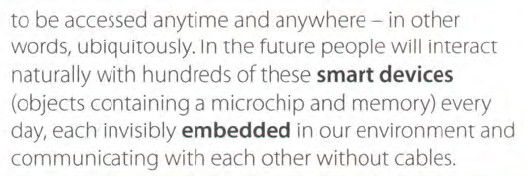 to be accessed anytime and anywhere – in other
words, ubiquitously. In the future people will interact
naturally with hundreds of these smart devices
(objects containing a microchip and memory) every
day, each invisibly embedded in our environment and
communicating with each other without cables.